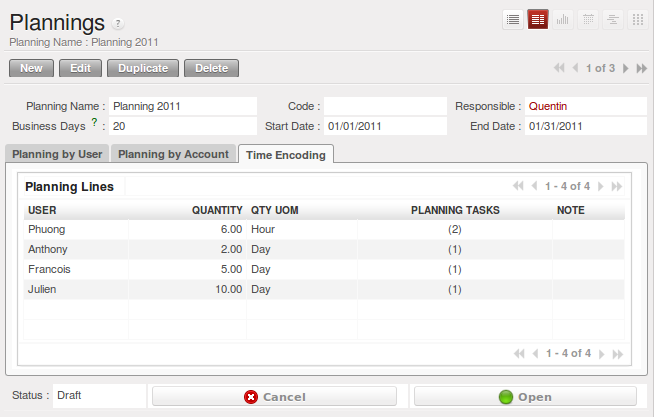 Plannings ?
Planning Name : Planning 2011
New Edit Duplicate Delete 1 of 3
Planning Name : Planning 2011 Code : Responsible : Quentin
Business Days ? : 20 Start Date : 01/01/2011 End Date : 01/31/2011
Planning by User Planning by Account Time Encoding
Planning Lines 1 - 4 of 4
USER QUANTITY QTY UOM PLANNING TASKS NOTE
Phuong 6.00 Hour (2)
Anthony 2.00 Day (1)
Francois 5.00 Day (1)
Julien 10.00 Day (1)
1 - 4 of 4
Status : Draft Cancel Open